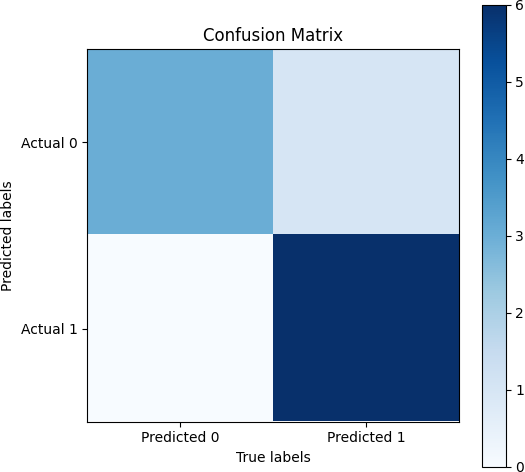 Confusion Matrix
Predicted labels
Actual 0
Actual 1
Predicted 0 Predicted 1
True labels
6
5
4
3
2
1
0